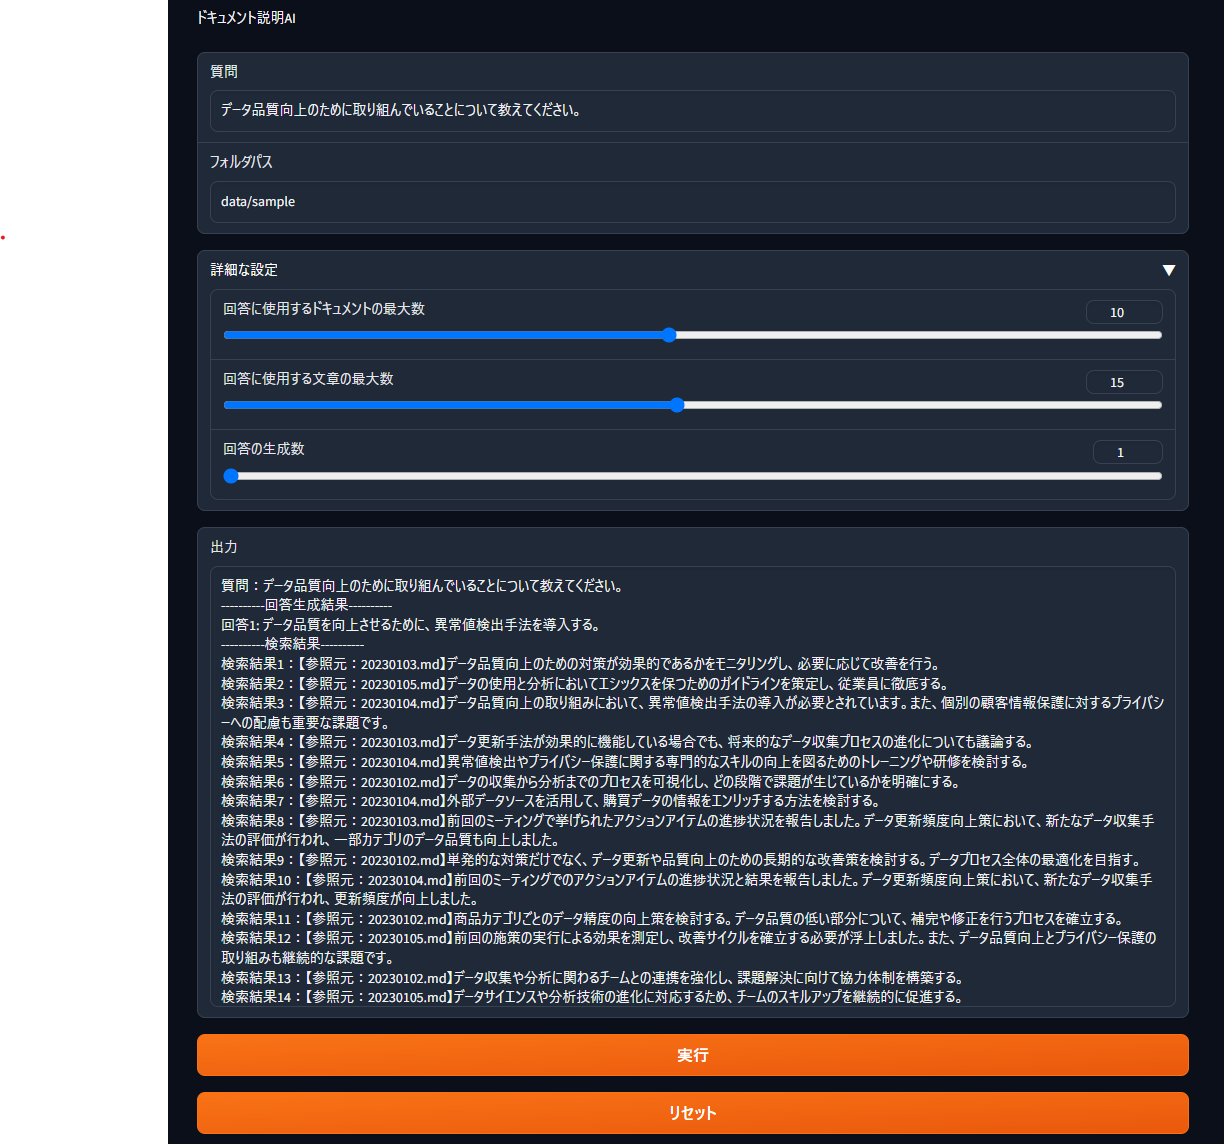 ドキュメント説明AI
質問
データ品質向上のために取り組んでいることについて教えてください。
フォルダパス
data/sample
詳細な設定
▼
回答に使用するドキュメントの最大数
10
回答に使用する文章の最大数
15
回答の生成数
1
出力
質問：データ品質向上のために取り組んでいることについて教えてください。
----------回答生成結果----------
回答1: データ品質を向上させるために、異常値検出手法を導入する。
----------検索結果----------
検索結果1：【参照元：20230103.md】データ品質向上のための対策が効果的であるかをモニタリングし、必要に応じて改善を行う。
検索結果2：【参照元：20230105.md】データの使用と分析においてエシックスを保つためのガイドラインを策定し、従業員に徹底する。
検索結果3：【参照元：20230104.md】データ品質向上の取り組みにおいて、異常値検出手法の導入が必要とされています。また、個別の顧客情報保護に対するプライバシ
ーへの配慮も重要な課題です。
検索結果4：【参照元：20230103.md】データ更新手法が効果的に機能している場合でも、将来的なデータ収集プロセスの進化についても議論する。
検索結果5：【参照元：20230104.md】異常値検出やプライバシー保護に関する専門的なスキルの向上を図るためのトレーニングや研修を検討する。
検索結果6：【参照元：20230102.md】データの収集から分析までのプロセスを可視化し、どの段階で課題が生じているかを明確にする。
検索結果7：【参照元：20230104.md】外部データソースを活用して、購買データの情報をエンリッチする方法を検討する。
検索結果8：【参照元：20230103.md】前回のミーティングで挙げられたアクションアイテムの進捗状況を報告しました。データ更新頻度向上策において、新たなデータ収集手
法の評価が行われ、一部カテゴリのデータ品質も向上しました。
検索結果9：【参照元：20230102.md】単発的な対策だけでなく、データ更新や品質向上のための長期的な改善策を検討する。データプロセス全体の最適化を目指す。
検索結果10：【参照元：20230104.md】前回のミーティングでのアクションアイテムの進捗状況と結果を報告しました。データ更新頻度向上策において、新たなデータ収集手
法の評価が行われ、更新頻度が向上しました。
検索結果11：【参照元：20230102.md】商品カテゴリごとのデータ精度の向上策を検討する。データ品質の低い部分について、補完や修正を行うプロセスを確立する。
検索結果12：【参照元：20230105.md】前回の施策の実行による効果を測定し、改善サイクルを確立する必要が浮上しました。また、データ品質向上とプライバシー保護の
取り組みも継続的な課題です。
検索結果13：【参照元：20230102.md】データ収集や分析に関わるチームとの連携を強化し、課題解決に向けて協力体制を構築する。
検索結果14：【参照元：20230105.md】データサイエンスや分析技術の進化に対応するため、チームのスキルアップを継続的に促進する。
実行
リセット